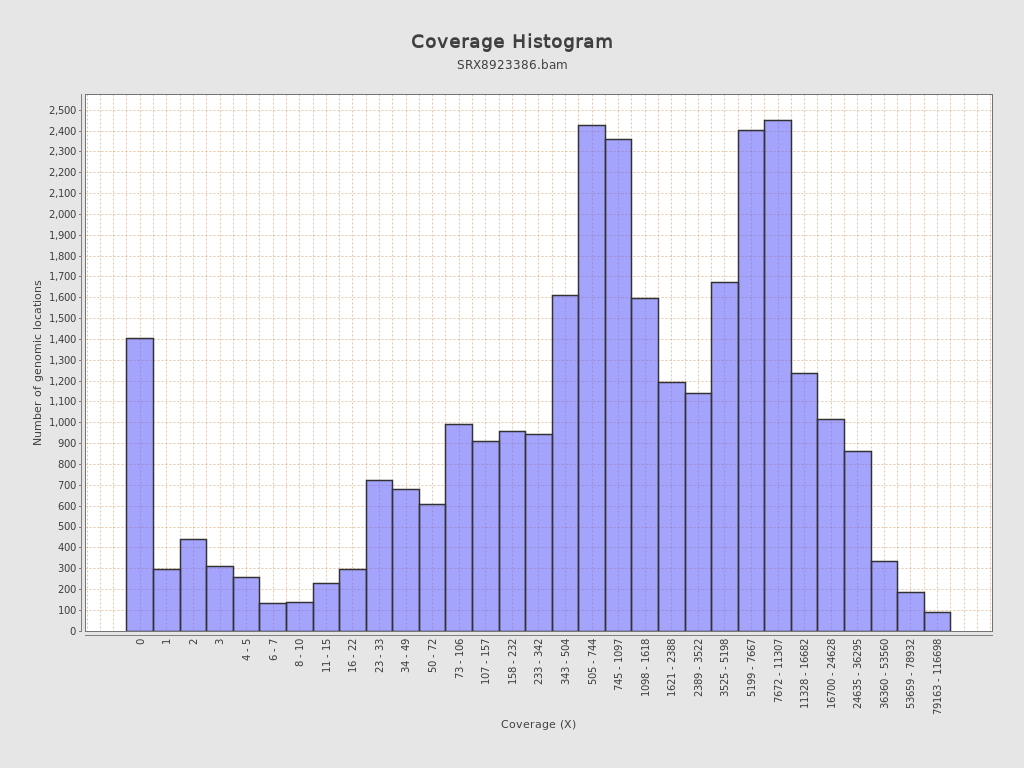 Coverage Histogram
SRX8923386.bam
Number of genomic locations
2,500
2,400
2,300
2,200
2,100
2,000
1,900
1,800
1,700
1,600
1,500
1,400
1,300
1,200
1,100
1,000
900
800
700
600
500
400
300
200
100
0
0
1
2
3
4 - 5
6 - 7
8 - 10
11 - 15
16 - 22
23 - 33
34 - 49
50 - 72
73 - 106
107 - 157
158 - 232
233 - 342
343 - 504
505 - 744
745 - 1097
1098 - 1618
1621 - 2388
2389 - 3522
3525 - 5198
5199 - 7667
7672 - 11307
11328 - 16682
16700 - 24628
24635 - 36295
36360 - 53560
53659 - 78932
79163 - 116698
Coverage (X)